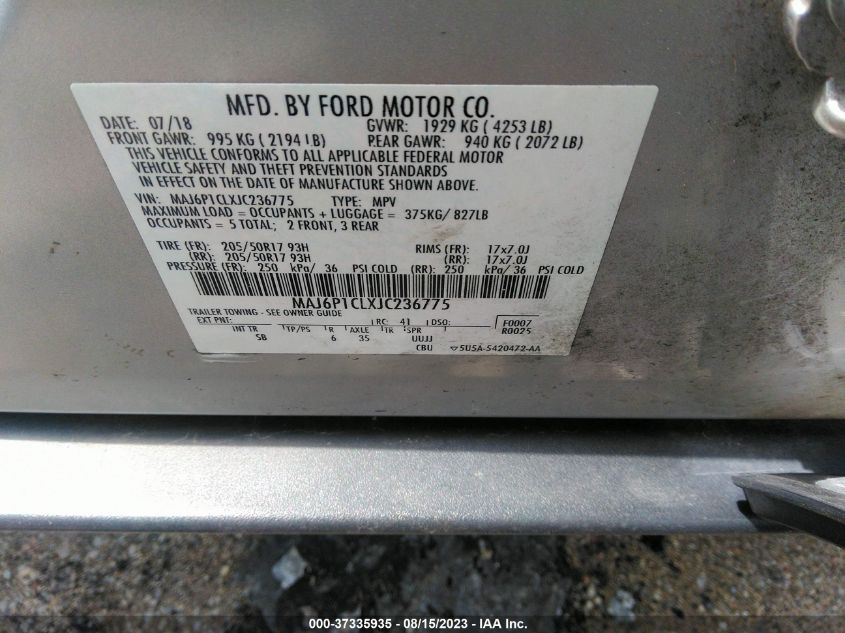 MFD. BY FORD MOTOR CO.
DATE: 07/18 GVWR: 1929 KG ( 4253 LB)
FRONT GAWR: 995 KG ( 2194 LB) REAR GAWR: 940 KG ( 2072 LB)
THIS VEHICLE CONFORMS TO ALL APPLICABLE FEDERAL MOTOR
VEHICLE SAFETY AND THEFT PREVENTION STANDARDS
IN EFFECT ON THE DATE OF MANUFACTURE SHOWN ABOVE.
VIN: MAJ6P1CLXJC236775 TYPE: MPV
MAXIMUM LOAD = OCCUPANTS + LUGGAGE = 375KG/ 827LB
OCCUPANTS = 5 TOTAL; 2 FRONT, 3 REAR
TIRE (FR): 205/50R17 93H RIMS (FR): 17x7.0J
(RR): 205/50R17 93H (RR): 17x7.0J
PRESSURE (FR): 250 kPa/ 36 PSI COLD (RR): 250 kPa/ 36 PSI COLD
MAJ6P1CLXJC236775
TRAILER TOWING - SEE OWNER GUIDE
EXT PNT: RC: 41 DSO: F0007
R0025
INT TR TP/PS R AXLE TR SPR
SB 6 35 UUJJ
CBU 5U5A-5420472-AA
000-37335935 - 08/15/2023 - IAA Inc.